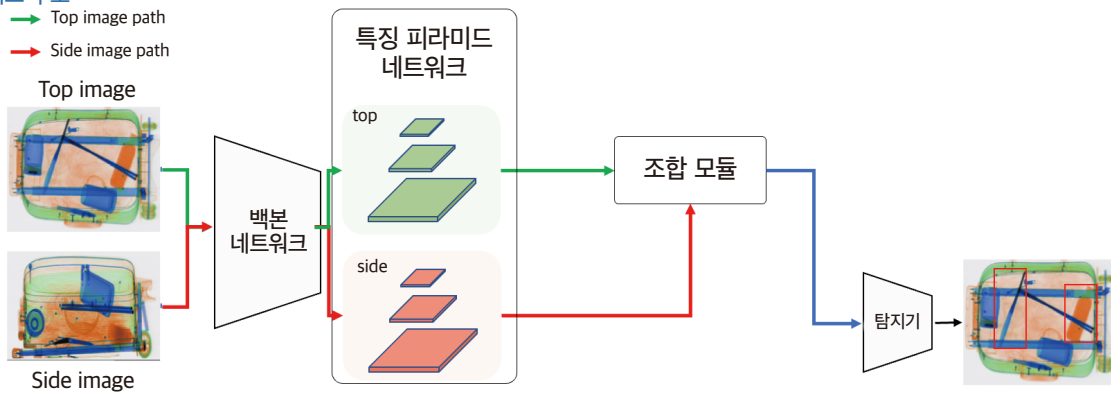 Top image path
Side image path
Top image
Side image
백본
네트워크
특징 피라미드
네트워크
top
side
조합 모듈
탐지기